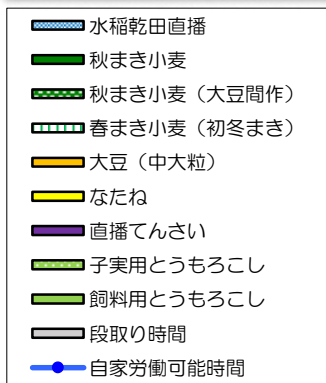 水稲乾田直播
秋まき小麦
秋まき小麦（大豆間作）
春まき小麦（初冬まき）
大豆（中大粒）
なたね
直播てんさい
子実用とうもろこし
飼料用とうもろこし
段取り時間
自家労働可能時間